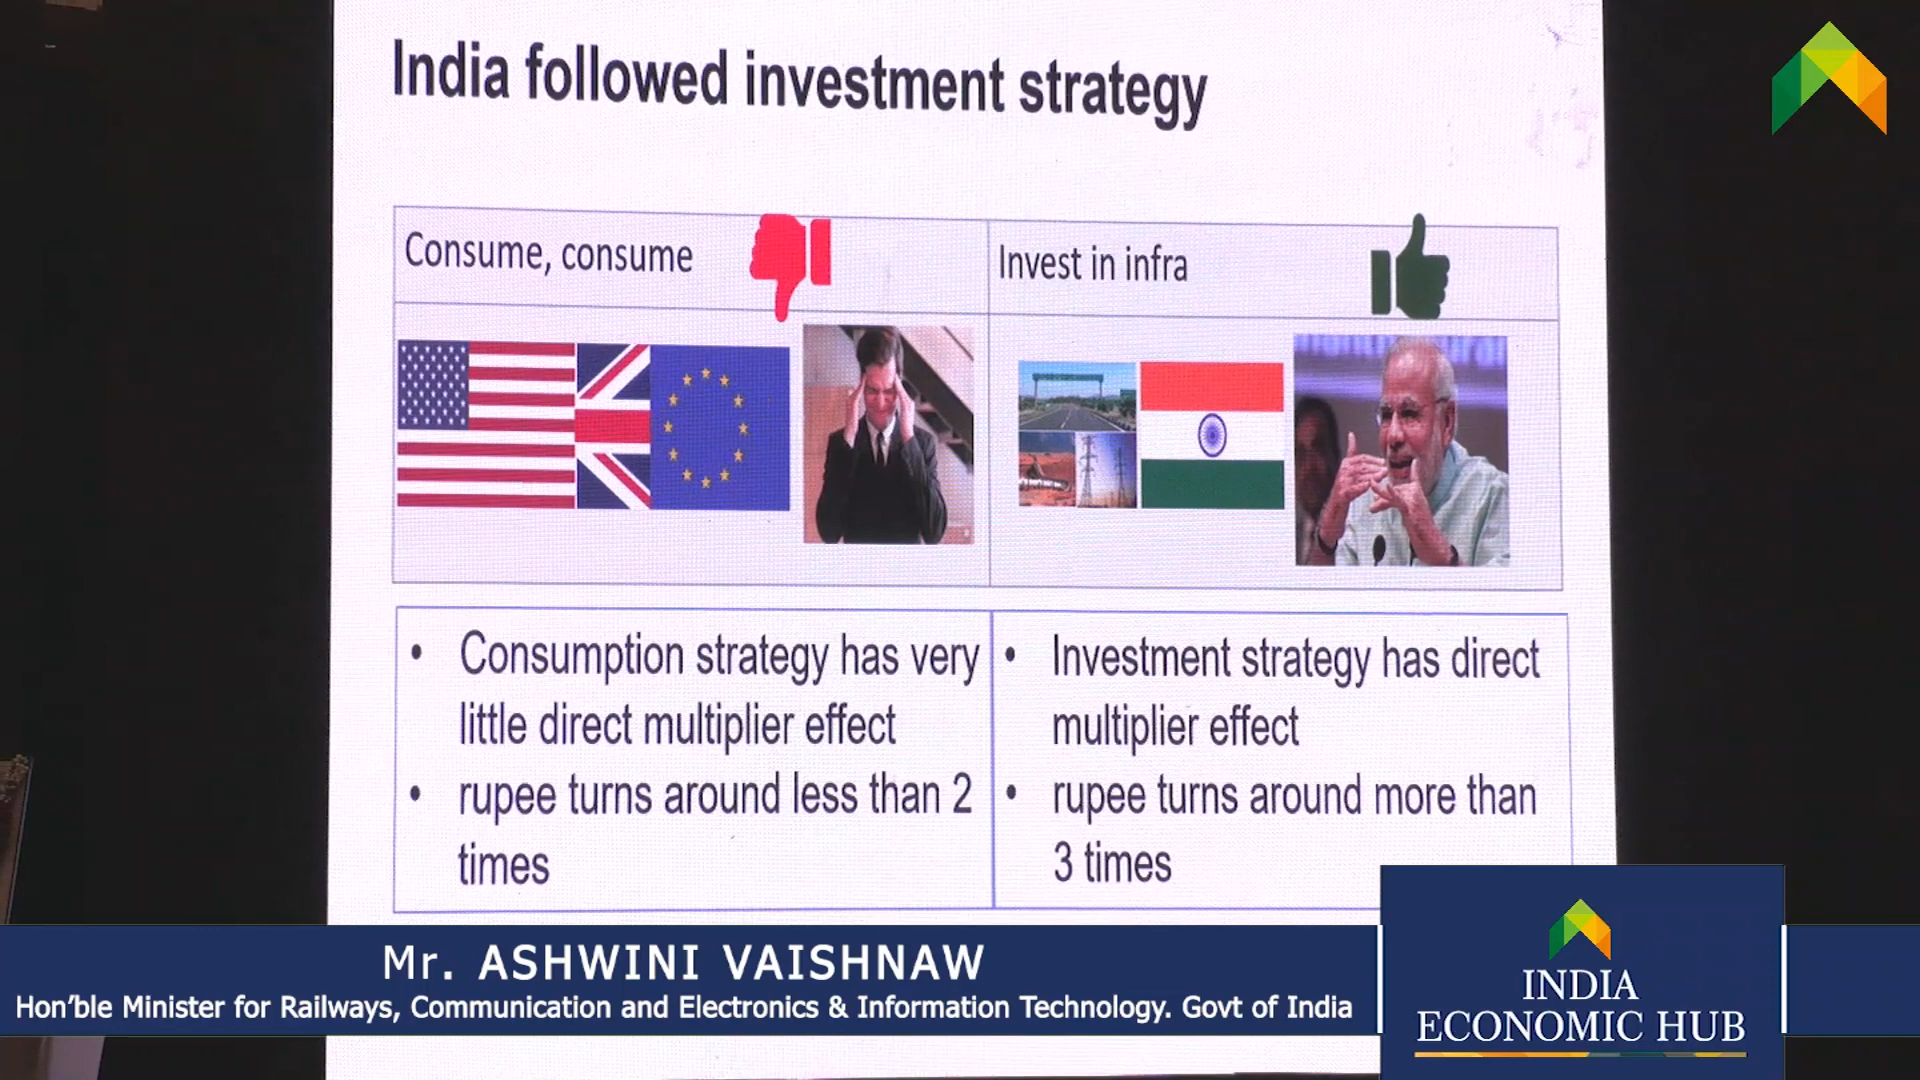 India followed investment strategy
Consume, consume
Invest in infra
• Consumption strategy has very
little direct multiplier effect
• rupee turns around less than 2
times
• Investment strategy has direct
multiplier effect
• rupee turns around more than
3 times
Mr. ASHWINI VAISHNAW
Hon'ble Minister for Railways, Communication and Electronics & Information Technology. Govt of India
INDIA
ECONOMIC HUB